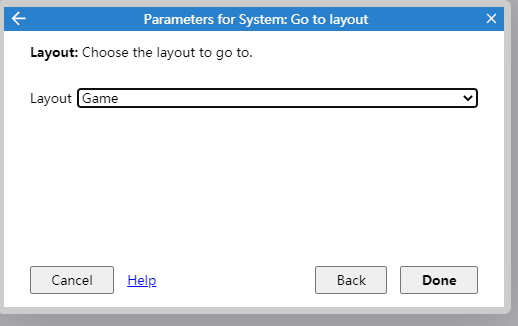 Parameters for System: Go to layout
Layout: Choose the layout to go to.
Layout Game
Cancel Help Back Done